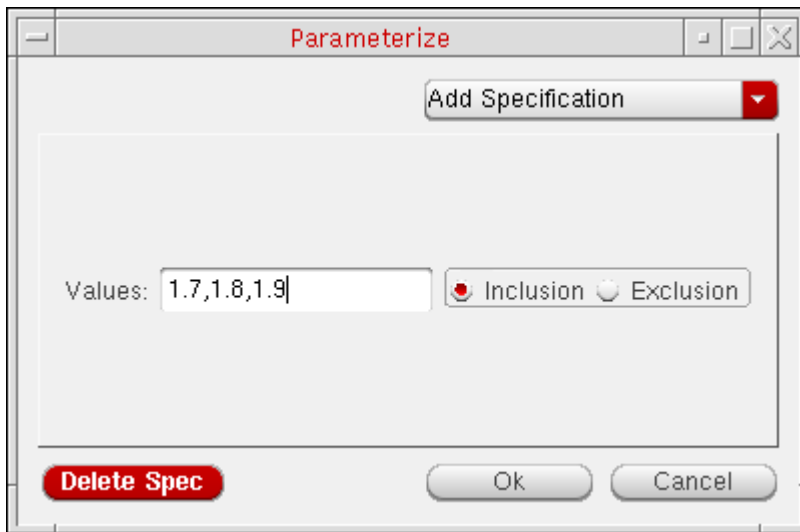 Parameterize
Add Specification
Values: 1.7,1.8,1.9 Inclusion Exclusion
Delete Spec Ok Cancel